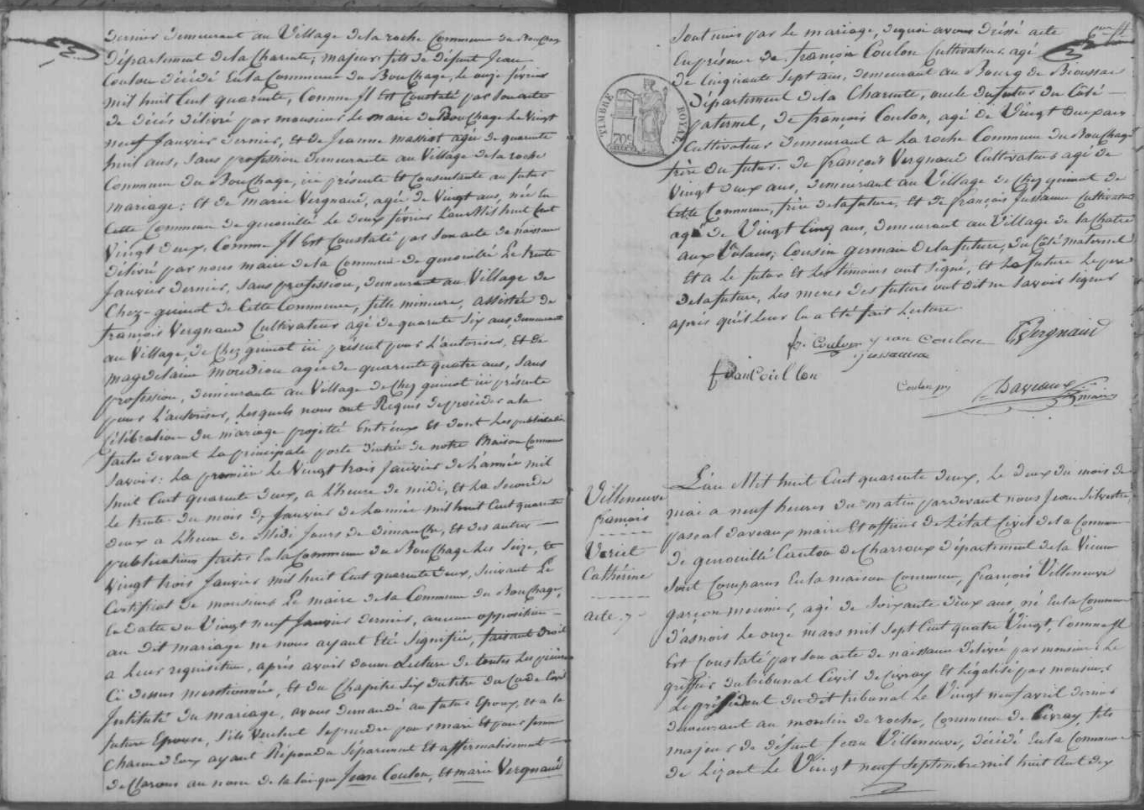 dernier demeurant au Village de la roche Commune du Bouchage
Département de la Charente, majeur, fils de défunt Jean
Coulon décédé En la Commune du Bouchage, le onze février
mil huit Cent quarante, Comme Il Est Constaté par son acte
de décès délivré par monsieur le maire du Bouchage le Vingt
neuf Janvier dernier, et de Jeanne massiot agée de quarante
huit ans, sans profession demeurante au Village de la roche
Commune du Bouchage, ici présente et Consentante au futur
mariage; et de marie Vergnaud, agée de Vingt ans, née En
Cette Commune de genouillé le deux février L'an Mil huit Cent
Vingt deux, Comme Il Est Constaté par son acte de naissance
délivré par nous maire de la Commune de genouillé Le trente
Janvier dernier, sans profession, demeurant au Village de
Chez-guinot de Cette Commune, fille mineure, assistée de
françois Vergnaud Cultivateur agé de quarante six ans, demeurant
au Village, de Chez guinot ici présent pour L'autoriser, Et de
magdelaine agée de quarante quatre ans, sans
profession, demeurante au Village de Chez guinot ici présente
pour L'autoriser, Lesquels nous ont Requis de procéder a la
Célébration du mariage projetté Entr'eux Et dont les publications
faites devant La principale porte d'entrée de notre Maison Commune
savoir: La première le Vingt trois Janvier de L'année mil
huit Cent quarante deux, a L'heure de midi, Et La Seconde
le trente du mois de Janvier de L'année mil huit Cent quarante
deux a L'heure de Midi Jours de dimanche, Et des autres —
publications faites En la Commune du Bouchage Les Seize, Et
Vingt trois Janvier mil huit Cent quarante deux, suivant Le
Certificat de monsieur Le maire de la Commune du Bouchage,
En Date du Vingt neuf Janvier dernier, aucune opposition —
au dit mariage ne nous ayant Eté Signifiée, faisant droit
a Leur requisition, après avoir donné Lecture de toutes Les pièces
Ci dessus mentionnées, Et du Chapitre Six du titre du Code Civil
Intitulé du mariage, avons demandé au futur Epoux, et a la
future Epouse, s'ils veulent se prendre pour mari et pour femme
Chacun d'Eux ayant Répondu Séparément et affirmativement —
déclarons au nom de la loi que Jean Coulon, et marie Vergnaud
Sont unis par le mariage, de quoi avons dressé acte
En présence de françois Coulon Cultivateur, agé
de Cinquante Sept ans, demeurant au Bourg de Bioussac
Département de la Charente, oncle du futur du Coté —
paternel, de françois Coulon, agé de Vingt deux ans
Cultivateur demeurant a La roche Commune du Bouchage
frère du futur. De françois Vergnaud Cultivateur agé de
Vingt deux ans, demeurant au Village de Chez guinot de
Cette Commune, frère de la future, Et de françois Jussaume Cultivateur
agé de Vingt Cinq ans, demeurant au Village de la Chatre
aux Valans, Cousin germain de la future, du Coté Maternel
Et a le futur et Les témoins ont Signé, et La future Le père
de la future, Les meres des futurs ont dit ne Savoir signer
après qu'il Leur En a Eté fait Lecture
f. Coulon jean Coulon Vergnaud
Jussaume
fran Coullon
Coulon Daveaux maire
TIMBRE ROYAL
Villeneuve
françois
Variet
Cathérine
acte 7
L'an Mil huit Cent quarante deux, Le deux du mois de
mai a neuf heures du matin pardevant nous Jean Silvestre,
pascal Daveaux maire Et officier de L'état Civil de la Commune
de genouillé Canton de Charroux Département de la Vienne
Sont Comparus En la maison Commune, françois Villeneuve
garçon meunier, agé de Soixante deux ans, né En la Commune
d'asnois Le onze mars mil Sept Cent quatre Vingt, Comme Il
Est Constaté par son acte de naissance délivré par monsieur Le
greffier du tribunal Civil de Civray et Légalisé par monsieur
Le président du dit tribunal Le Vingt neuf avril dernier
demeurant au moulin de roche, Commune de Civray, fils
majeur de défunt Jean Villeneuve, décédé En la Commune
de Lizant Le Vingt neuf Septembre mil huit Cent dix